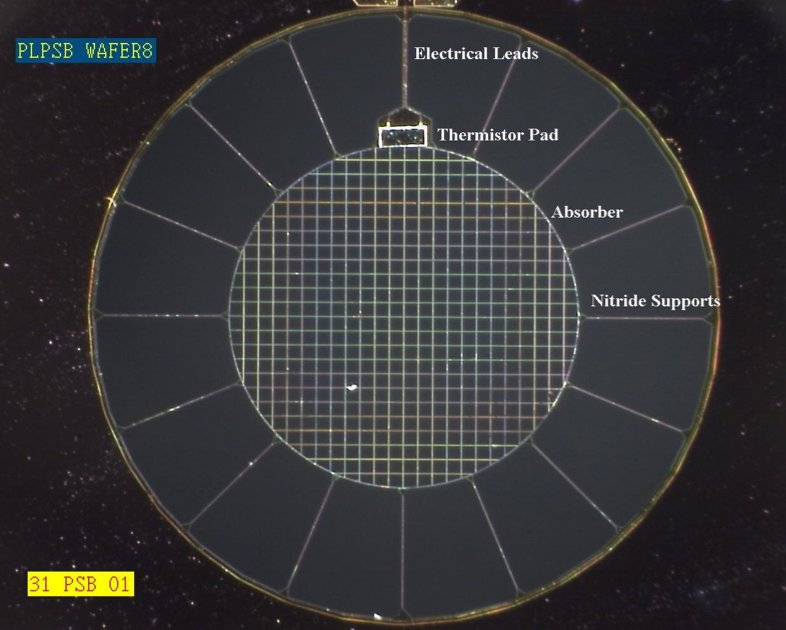 PLPSB WAFER8
Electrical Leads
Thermistor Pad
Absorber
Nitride Supports
31 PSB 01